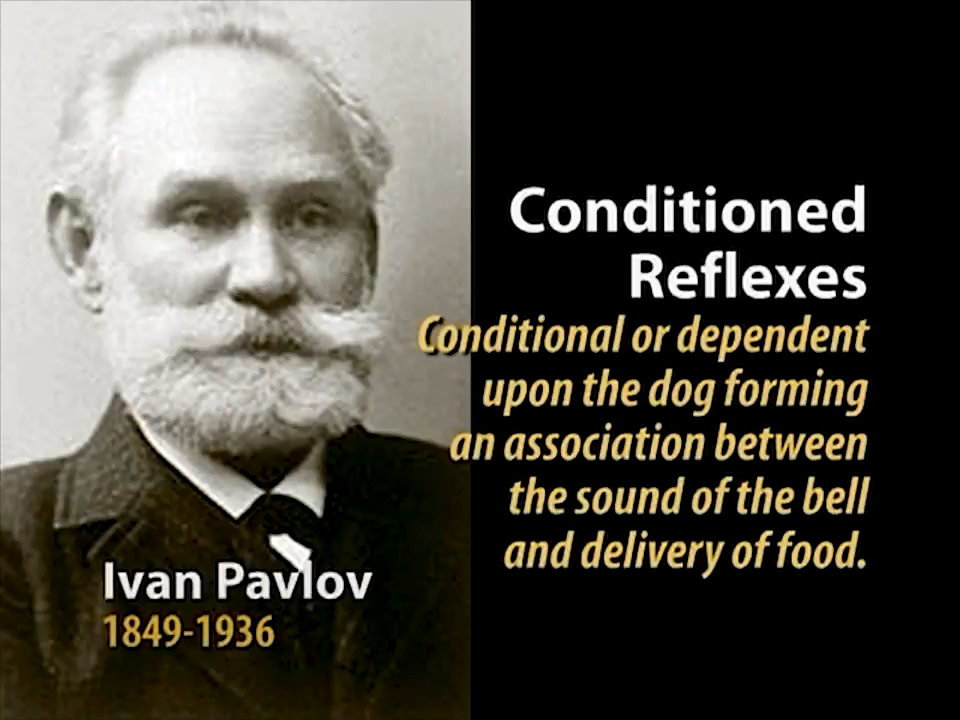 Conditioned
Reflexes
Conditional or dependent
upon the dog forming
an association between
the sound of the bell
and delivery of food.
Ivan Pavlov
1849-1936